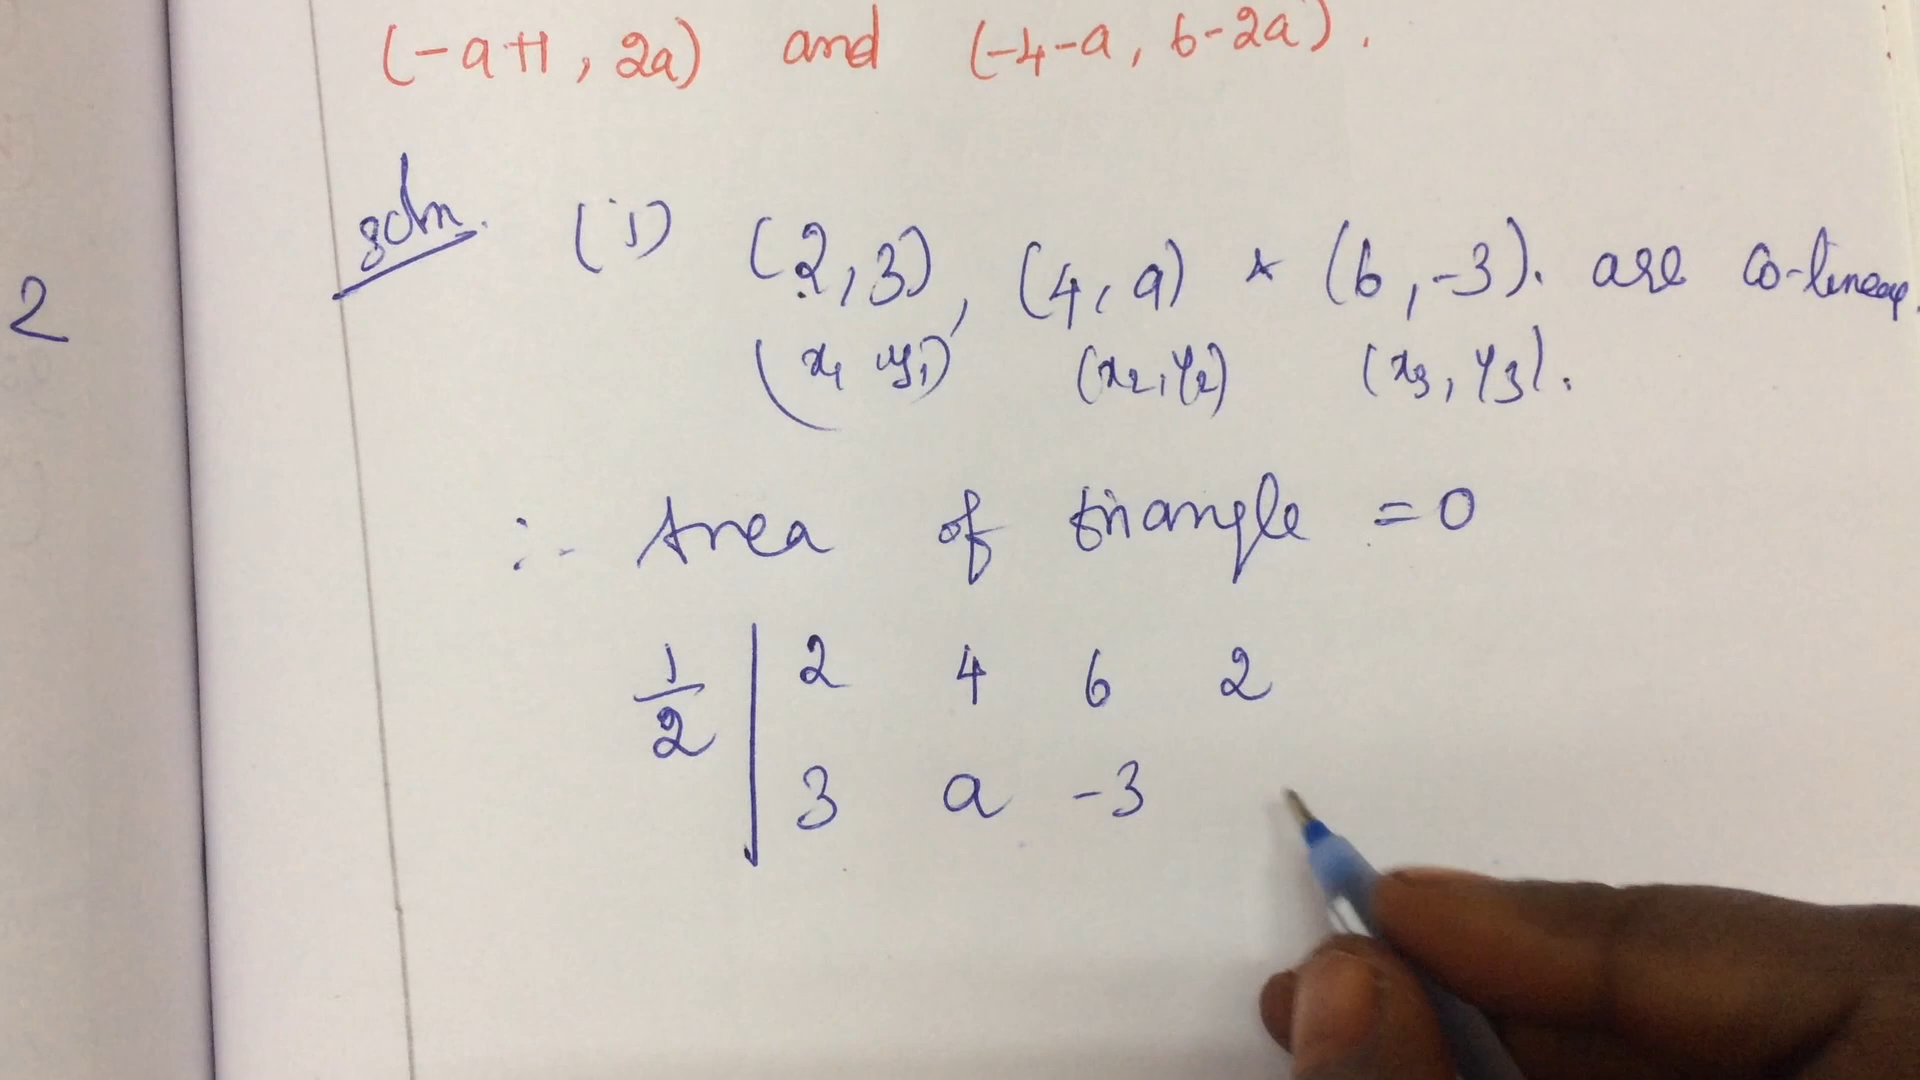 (-a+1, 2a) and (-4-a, 6-2a).
soln. (i) (2,3), (4,a) & (6,-3). are co-linear.
2
(x1 y1) (x2,y2) (x3, y3).
∴ Area of triangle = 0
1/2 | 2 4 6 2
3 a -3